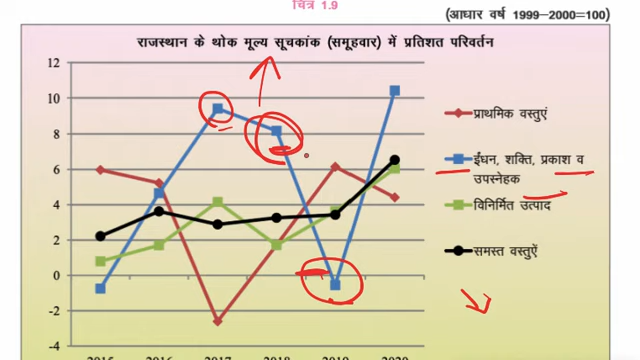 चित्र 1.9
(आधार वर्ष 1999–2000=100)
राजस्थान के थोक मूल्य सूचकांक (समूहवार) में प्रतिशत परिवर्तन
12
10
8
6
4
2
0
-2
-4
2015 2016 2017 2018 2019 2020
प्राथमिक वस्तुएं
ईंधन, शक्ति, प्रकाश व
उपस्नेहक
विनिर्मित उत्पाद
समस्त वस्तुऐं